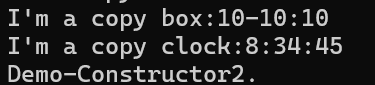 I'm a copy box:10-10:10
I'm a copy clock:8:34:45
Demo-Constructor2.